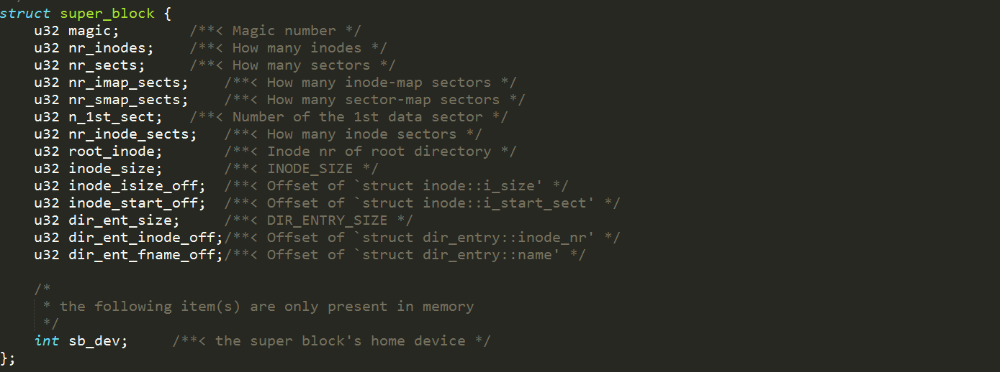 struct super_block {
    u32 magic;        /**< Magic number */
    u32 nr_inodes;    /**< How many inodes */
    u32 nr_sects;     /**< How many sectors */
    u32 nr_imap_sects;    /**< How many inode-map sectors */
    u32 nr_smap_sects;    /**< How many sector-map sectors */
    u32 n_1st_sect;   /**< Number of the 1st data sector */
    u32 nr_inode_sects;   /**< How many inode sectors */
    u32 root_inode;       /**< Inode nr of root directory */
    u32 inode_size;       /**< INODE_SIZE */
    u32 inode_isize_off;  /**< Offset of `struct inode::i_size' */
    u32 inode_start_off;  /**< Offset of `struct inode::i_start_sect' */
    u32 dir_ent_size;     /**< DIR_ENTRY_SIZE */
    u32 dir_ent_inode_off;/**< Offset of `struct dir_entry::inode_nr' */
    u32 dir_ent_fname_off;/**< Offset of `struct dir_entry::name' */
    /*
     * the following item(s) are only present in memory
     */
    int sb_dev;     /**< the super block's home device */
};